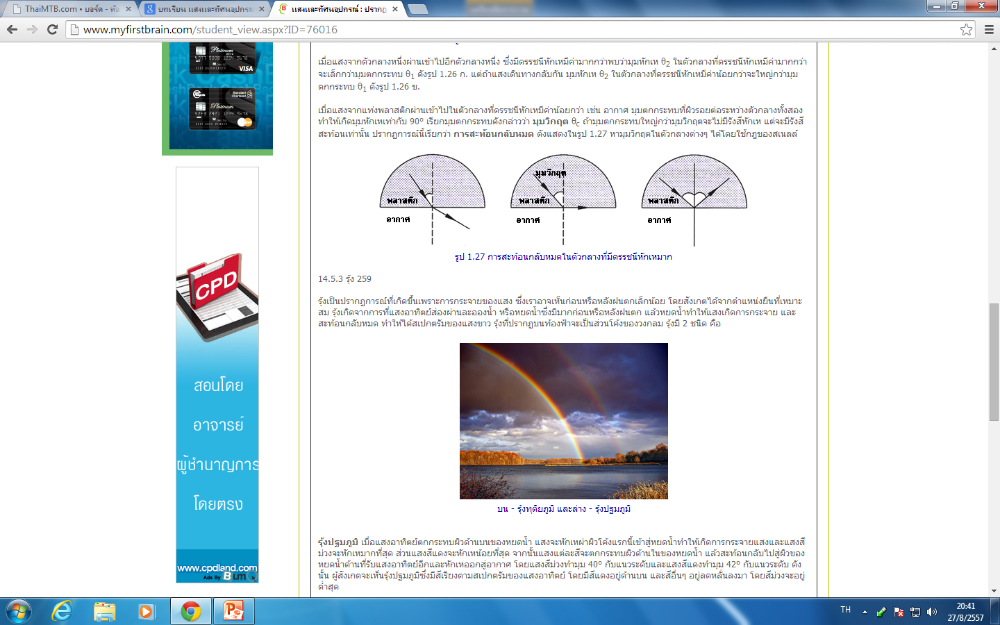 ThaiMTB.com • บอร์ด - ห้อ
บทเรียน แสงและทัศนอุปกรณ์
แสงและทัศนอุปกรณ์ : ปรากฏ
www.myfirstbrain.com/student_view.aspx?ID=76016
Platinum
VISA
Platinum
MasterCard
เมื่อแสงจากตัวกลางหนึ่งผ่านเข้าไปอีกตัวกลางหนึ่ง ซึ่งมีดรรชนีหักเหมีค่ามากกว่าพบว่ามุมหักเห θ2 ในตัวกลางที่ดรรชนีหักเหมีค่ามากกว่า
จะเล็กกว่ามุมตกกระทบ θ1 ดังรูป 1.26 ก. แต่ถ้าแสงเดินทางกลับกัน มุมหักเห θ2 ในตัวกลางที่ดรรชนีหักเหมีค่าน้อยกว่าจะใหญ่กว่ามุม
ตกกระทบ θ1 ดังรูป 1.26 ข.
เมื่อแสงจากแท่งพลาสติกผ่านเข้าไปในตัวกลางที่ดรรชนีหักเหมีค่าน้อยกว่า เช่น อากาศ มุมตกกระทบที่ผิวรอยต่อระหว่างตัวกลางทั้งสอง
ทำให้เกิดมุมหักเหเท่ากับ 90° เรียกมุมตกกระทบดังกล่าวว่า มุมวิกฤต θc ถ้ามุมตกกระทบใหญ่กว่ามุมวิกฤตจะไม่มีรังสีหักเห แต่จะมีรังสี
สะท้อนเท่านั้น ปรากฏการณ์นี้เรียกว่า การสะท้อนกลับหมด ดังแสดงในรูป 1.27 หามุมวิกฤตในตัวกลางต่างๆ ได้โดยใช้กฎของสเนลล์
มุมวิกฤต
พลาสติก
พลาสติก
พลาสติก
อากาศ
อากาศ
อากาศ
รูป 1.27 การสะท้อนกลับหมดในตัวกลางที่มีดรรชนีหักเหมาก
14.5.3 รุ้ง 259
รุ้งเป็นปรากฏการณ์ที่เกิดขึ้นเพราะการกระจายของแสง ซึ่งเราอาจเห็นก่อนหรือหลังฝนตกเล็กน้อย โดยสังเกตได้จากตำแหน่งยืนที่เหมาะ
สม รุ้งเกิดจากการที่แสงอาทิตย์ส่องผ่านละอองน้ำ หรือหยดน้ำซึ่งมีมากก่อนหรือหลังฝนตก แล้วหยดน้ำทำให้แสงเกิดการกระจาย และ
สะท้อนกลับหมด ทำให้ได้สเปกตรัมของแสงขาว รุ้งที่ปรากฏบนท้องฟ้าจะเป็นส่วนโค้งของวงกลม รุ้งมี 2 ชนิด คือ
บน - รุ้งทุติยภูมิ และล่าง - รุ้งปฐมภูมิ
รุ้งปฐมภูมิ เมื่อแสงอาทิตย์ตกกระทบผิวด้านบนของหยดน้ำ แสงจะหักเหผ่าผิวโค้งแรกนี้เข้าสู่หยดน้ำทำให้เกิดการกระจายแสงและแสงสี
ม่วงจะหักเหมากที่สุด ส่วนแสงสีแดงจะหักเหน้อยที่สุด จากนั้นแสงแต่ละสีจะตกกระทบผิวด้านในของหยดน้ำ แล้วสะท้อนกลับไปสู่ผิวของ
หยดน้ำด้านที่รับแสงอาทิตย์อีกและหักเหออกสู่อากาศ โดยแสงสีม่วงทำมุม 40° กับแนวระดับและแสงสีแดงทำมุม 42° กับแนวระดับ ดัง
นั้น ผู้สังเกตจะเห็นรุ้งปฐมภูมิซึ่งมีสีเรียงตามสเปกตรัมของแสงอาทิตย์ โดยมีสีแดงอยู่ด้านบน และสีอื่นๆ อยู่ลดหลั่นลงมา โดยสีม่วงจะอยู่
ต่ำสุด
CPD
สอนโดย
อาจารย์
ผู้ชำนาญการ
โดยตรง
www.cpdland.com
Ads By Bum
TH
20:41
27/8/2557